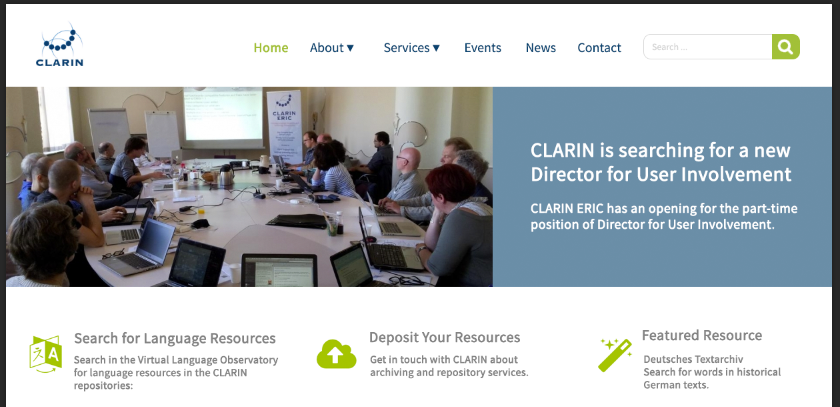 CLARIN
Home About ▾ Services ▾ Events News Contact Search ...
CLARIN
ERIC
CLARIN is searching for a new
Director for User Involvement
CLARIN ERIC has an opening for the part-time
position of Director for User Involvement.
Search for Language Resources
Search in the Virtual Language Observatory
for language resources in the CLARIN
repositories:
Deposit Your Resources
Get in touch with CLARIN about
archiving and repository services.
Featured Resource
Deutsches Textarchiv
Search for words in historical
German texts.